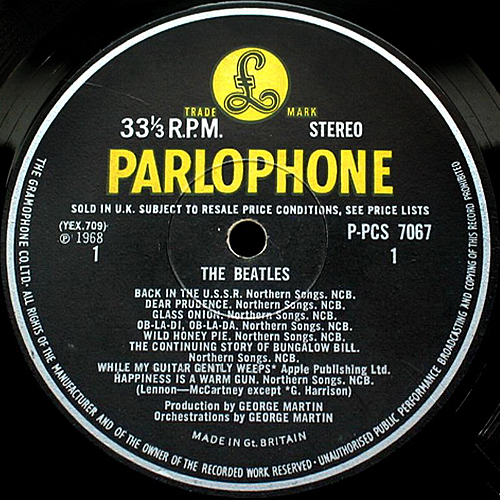 TRADE MARK
33⅓ R.P.M. STEREO
PARLOPHONE
SOLD IN U.K. SUBJECT TO RESALE PRICE CONDITIONS, SEE PRICE LISTS
(YEX.709) P-PCS 7067
℗ 1968
1 1
THE BEATLES
BACK IN THE U.S.S.R. Northern Songs. NCB.
DEAR PRUDENCE. Northern Songs. NCB.
GLASS ONION. Northern Songs. NCB.
OB-LA-DI, OB-LA-DA. Northern Songs. NCB.
WILD HONEY PIE. Northern Songs. NCB.
THE CONTINUING STORY OF BUNGALOW BILL.
Northern Songs. NCB.
WHILE MY GUITAR GENTLY WEEPS* Apple Publishing Ltd.
HAPPINESS IS A WARM GUN. Northern Songs. NCB.
(Lennon—McCartney except *G. Harrison)
Production by GEORGE MARTIN
Orchestrations by GEORGE MARTIN
MADE IN Gt. BRITAIN
THE GRAMOPHONE CO. LTD. ALL RIGHTS OF THE MANUFACTURER AND OF THE OWNER OF THE RECORDED WORK RESERVED · UNAUTHORISED PUBLIC PERFORMANCE BROADCASTING AND COPYING OF THIS RECORD PROHIBITED